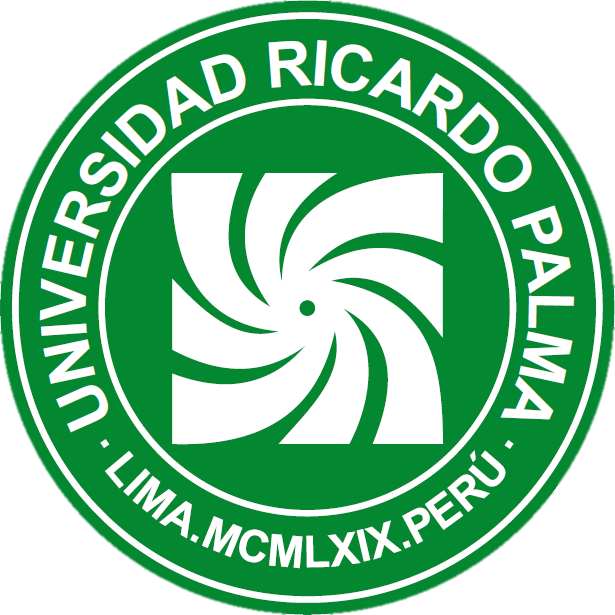 UNIVERSIDAD RICARDO PALMA
· LIMA.MCMLXIX.PERÚ ·